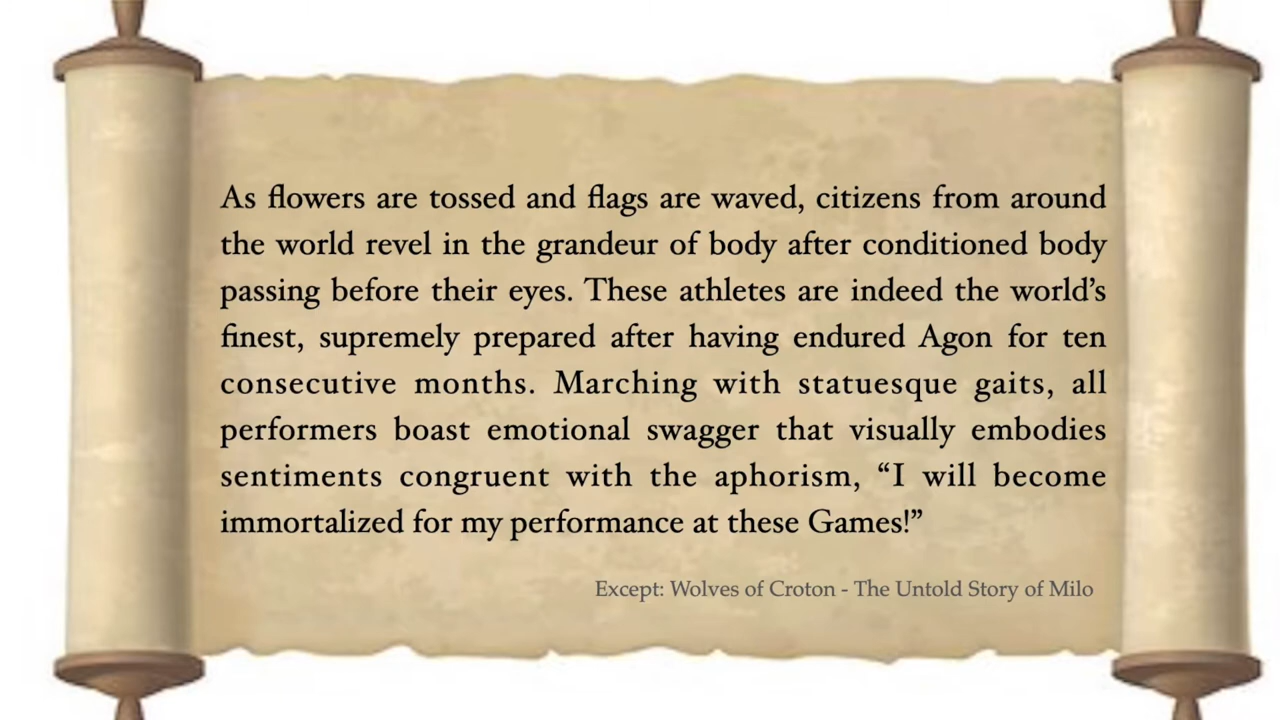 As flowers are tossed and flags are waved, citizens from around
the world revel in the grandeur of body after conditioned body
passing before their eyes. These athletes are indeed the world’s
finest, supremely prepared after having endured Agon for ten
consecutive months. Marching with statuesque gaits, all
performers boast emotional swagger that visually embodies
sentiments congruent with the aphorism, “I will become
immortalized for my performance at these Games!”
Except: Wolves of Croton - The Untold Story of Milo